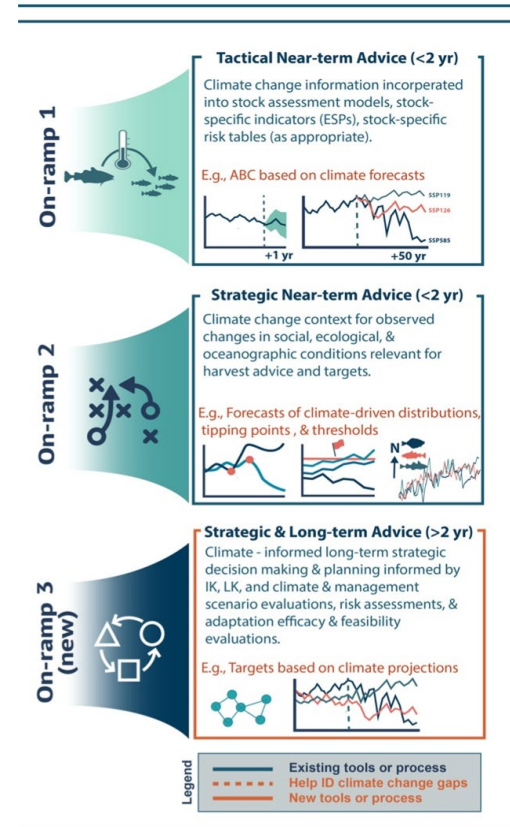 On-ramp 1
Tactical Near-term Advice (<2 yr)
Climate change information incorperated
into stock assessment models, stock-
specific indicators (ESPs), stock-specific
risk tables (as appropriate).
E.g., ABC based on climate forecasts
SSP119
SSP126
SSP585
+1 yr
+50 yr
On-ramp 2
Strategic Near-term Advice (<2 yr)
Climate change context for observed
changes in social, ecological, &
oceanographic conditions relevant for
harvest advice and targets.
E.g., Forecasts of climate-driven distributions,
tipping points , & thresholds
N
On-ramp 3
(new)
Strategic & Long-term Advice (>2 yr)
Climate - informed long-term strategic
decision making & planning informed by
IK, LK, and climate & management
scenario evaluations, risk assessments, &
adaptation efficacy & feasibility
evaluations.
E.g., Targets based on climate projections
Legend
Existing tools or process
Help ID climate change gaps
New tools or process